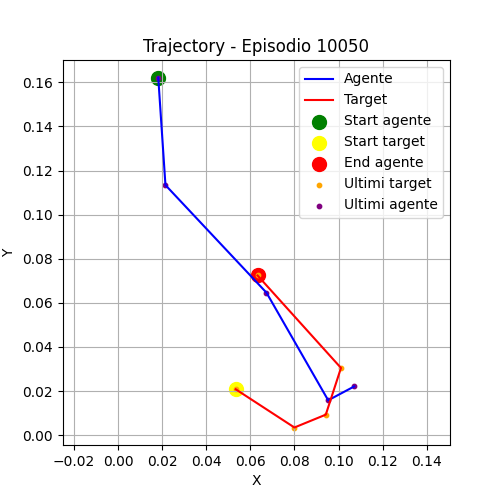 Trajectory - Episodio 10050
Agente
Target
Start agente
Start target
End agente
Ultimi target
Ultimi agente
0.16
0.14
0.12
0.10
0.08
0.06
0.04
0.02
0.00
Y
−0.02 0.00 0.02 0.04 0.06 0.08 0.10 0.12 0.14
X